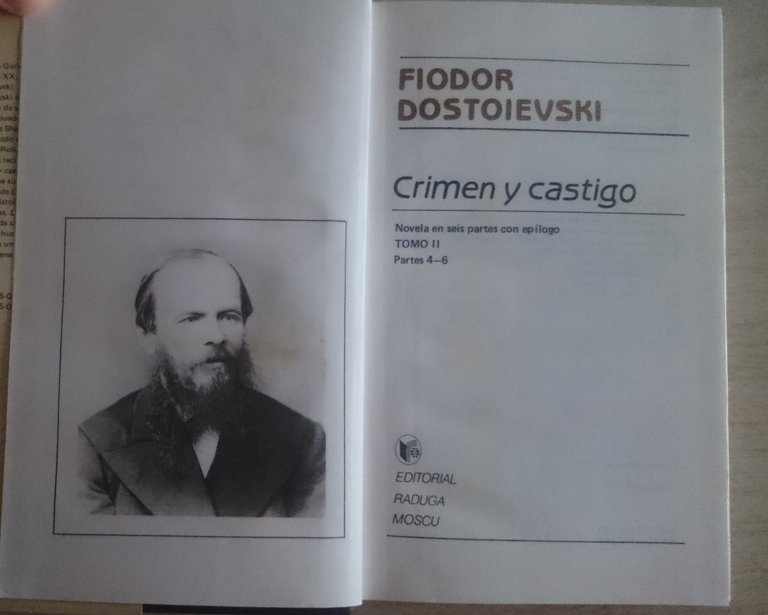 FIODOR
DOSTOIEVSKI
Crimen y castigo
Novela en seis partes con epílogo
TOMO II
Partes 4—6
EDITORIAL
RADUGA
MOSCU